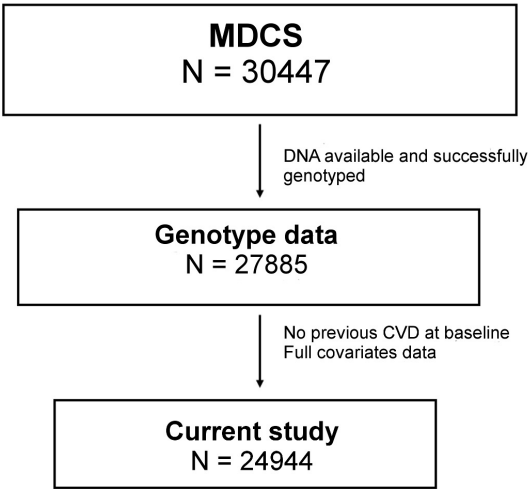 MDCS
N = 30447
DNA available and successfully
genotyped
Genotype data
N = 27885
No previous CVD at baseline
Full covariates data
Current study
N = 24944